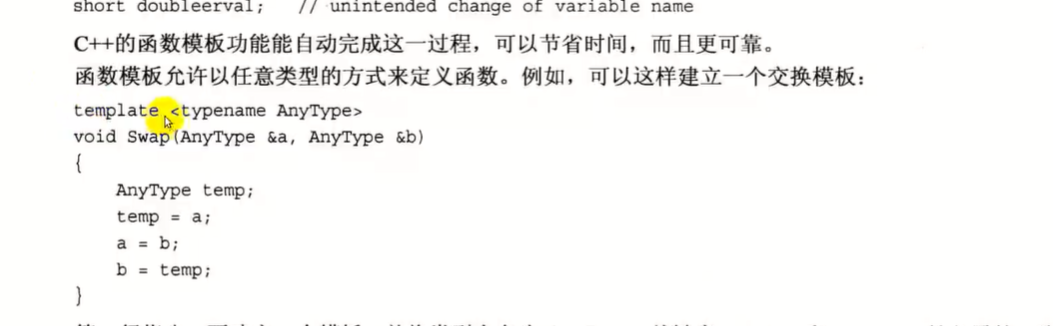 short doubleerval;   // unintended change of variable name
C++的函数模板功能能自动完成这一过程，可以节省时间，而且更可靠。
函数模板允许以任意类型的方式来定义函数。例如，可以这样建立一个交换模板：
template <typename AnyType>
void Swap(AnyType &a, AnyType &b)
{
    AnyType temp;
    temp = a;
    a = b;
    b = temp;
}